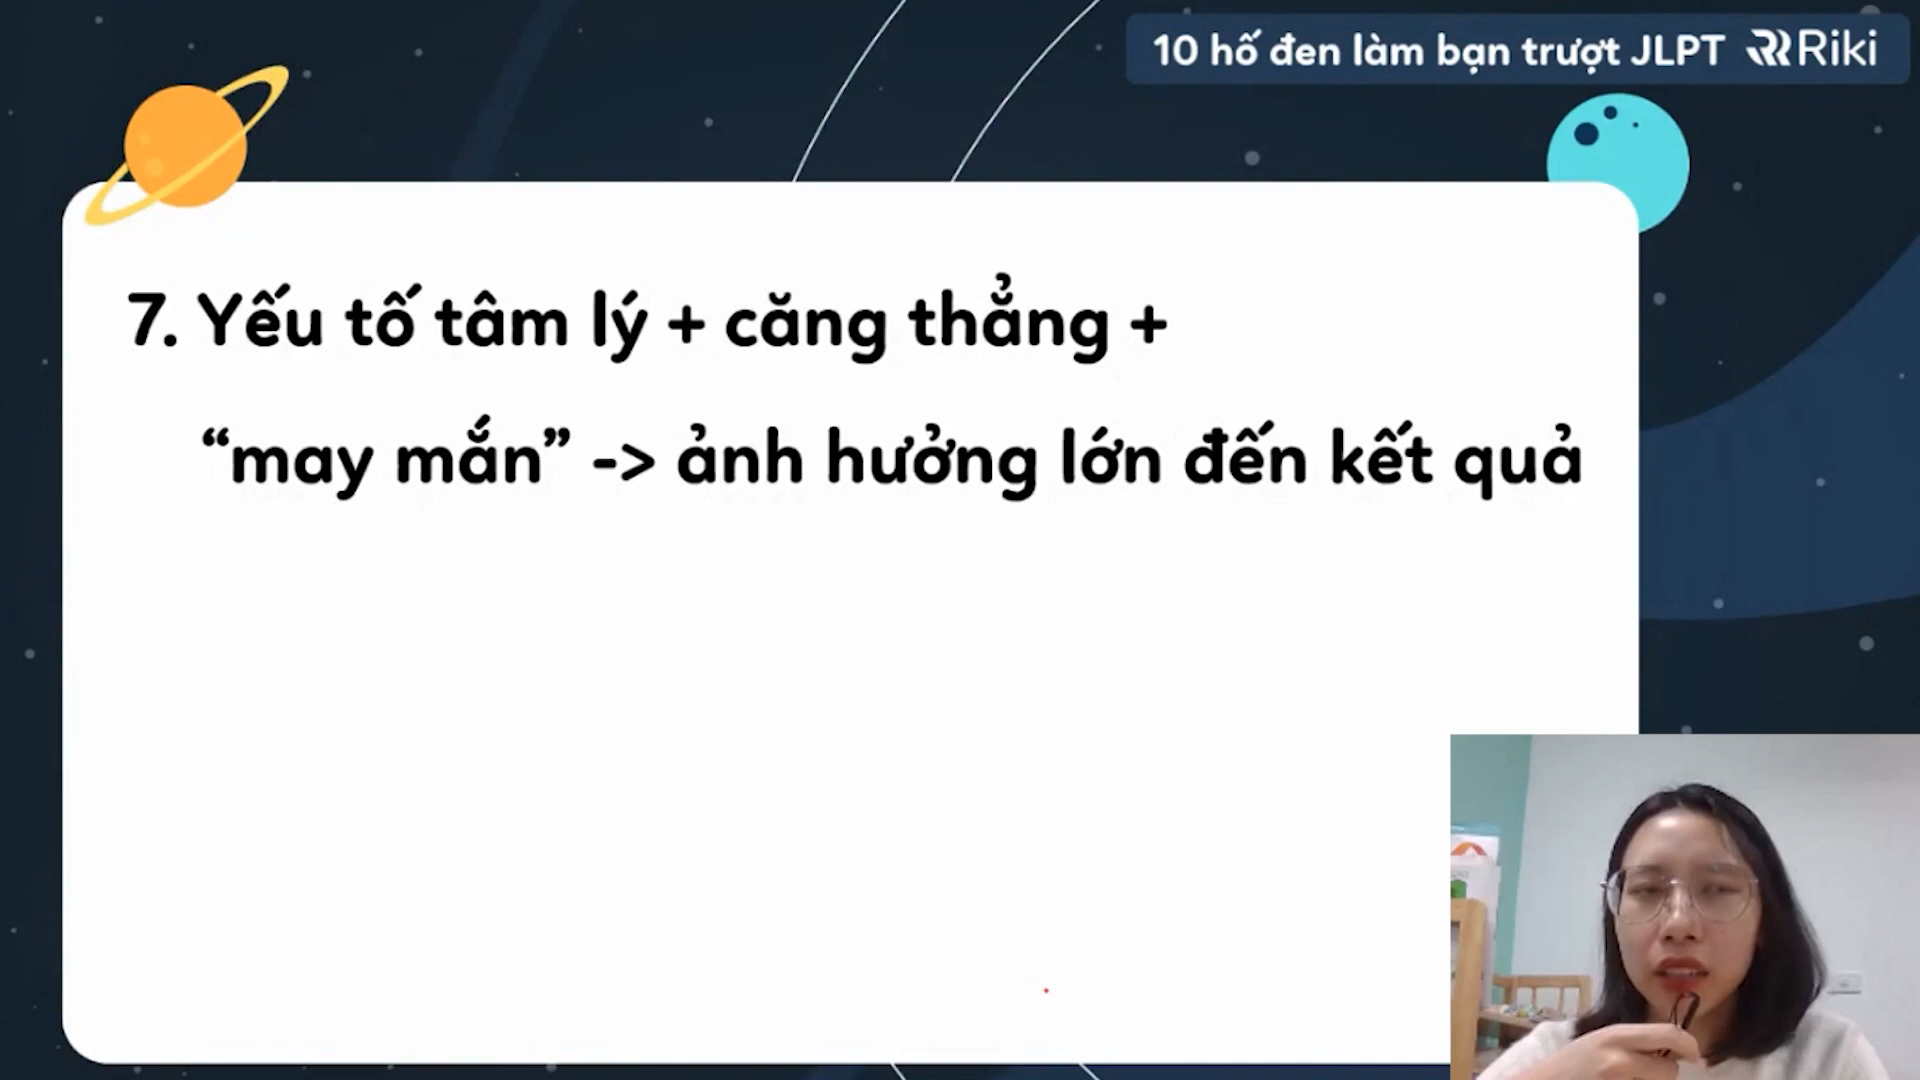 10 hố đen làm bạn trượt JLPT Riki
7. Yếu tố tâm lý + căng thẳng +
“may mắn” -> ảnh hưởng lớn đến kết quả